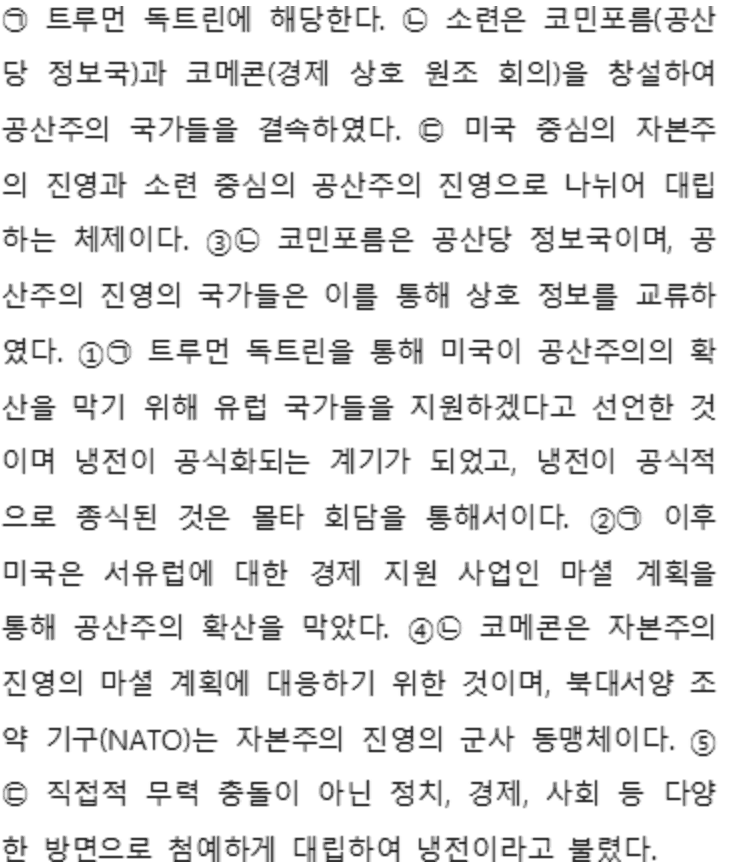 ㉠ 트루먼 독트린에 해당한다. ㉡ 소련은 코민포름(공산
당 정보국)과 코메콘(경제 상호 원조 회의)을 창설하여
공산주의 국가들을 결속하였다. ㉢ 미국 중심의 자본주
의 진영과 소련 중심의 공산주의 진영으로 나뉘어 대립
하는 체제이다. ③㉡ 코민포름은 공산당 정보국이며, 공
산주의 진영의 국가들은 이를 통해 상호 정보를 교류하
였다. ①㉠ 트루먼 독트린을 통해 미국이 공산주의의 확
산을 막기 위해 유럽 국가들을 지원하겠다고 선언한 것
이며 냉전이 공식화되는 계기가 되었고, 냉전이 공식적
으로 종식된 것은 몰타 회담을 통해서이다. ②㉠ 이후
미국은 서유럽에 대한 경제 지원 사업인 마셜 계획을
통해 공산주의 확산을 막았다. ④㉡ 코메콘은 자본주의
진영의 마셜 계획에 대응하기 위한 것이며, 북대서양 조
약 기구(NATO)는 자본주의 진영의 군사 동맹체이다. ⑤
㉢ 직접적 무력 충돌이 아닌 정치, 경제, 사회 등 다양
한 방면으로 첨예하게 대립하여 냉전이라고 불렸다.